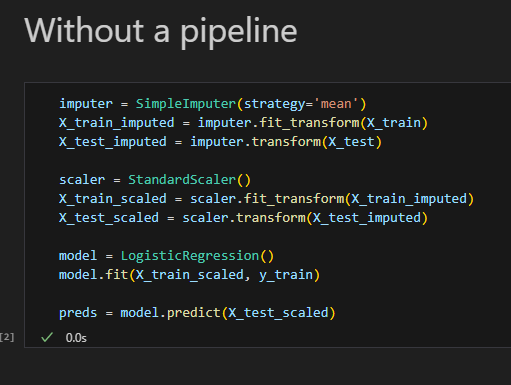 Without a pipeline
imputer = SimpleImputer(strategy='mean')
X_train_imputed = imputer.fit_transform(X_train)
X_test_imputed = imputer.transform(X_test)
scaler = StandardScaler()
X_train_scaled = scaler.fit_transform(X_train_imputed)
X_test_scaled = scaler.transform(X_test_imputed)
model = LogisticRegression()
model.fit(X_train_scaled, y_train)
preds = model.predict(X_test_scaled)
[2] ✓ 0.0s